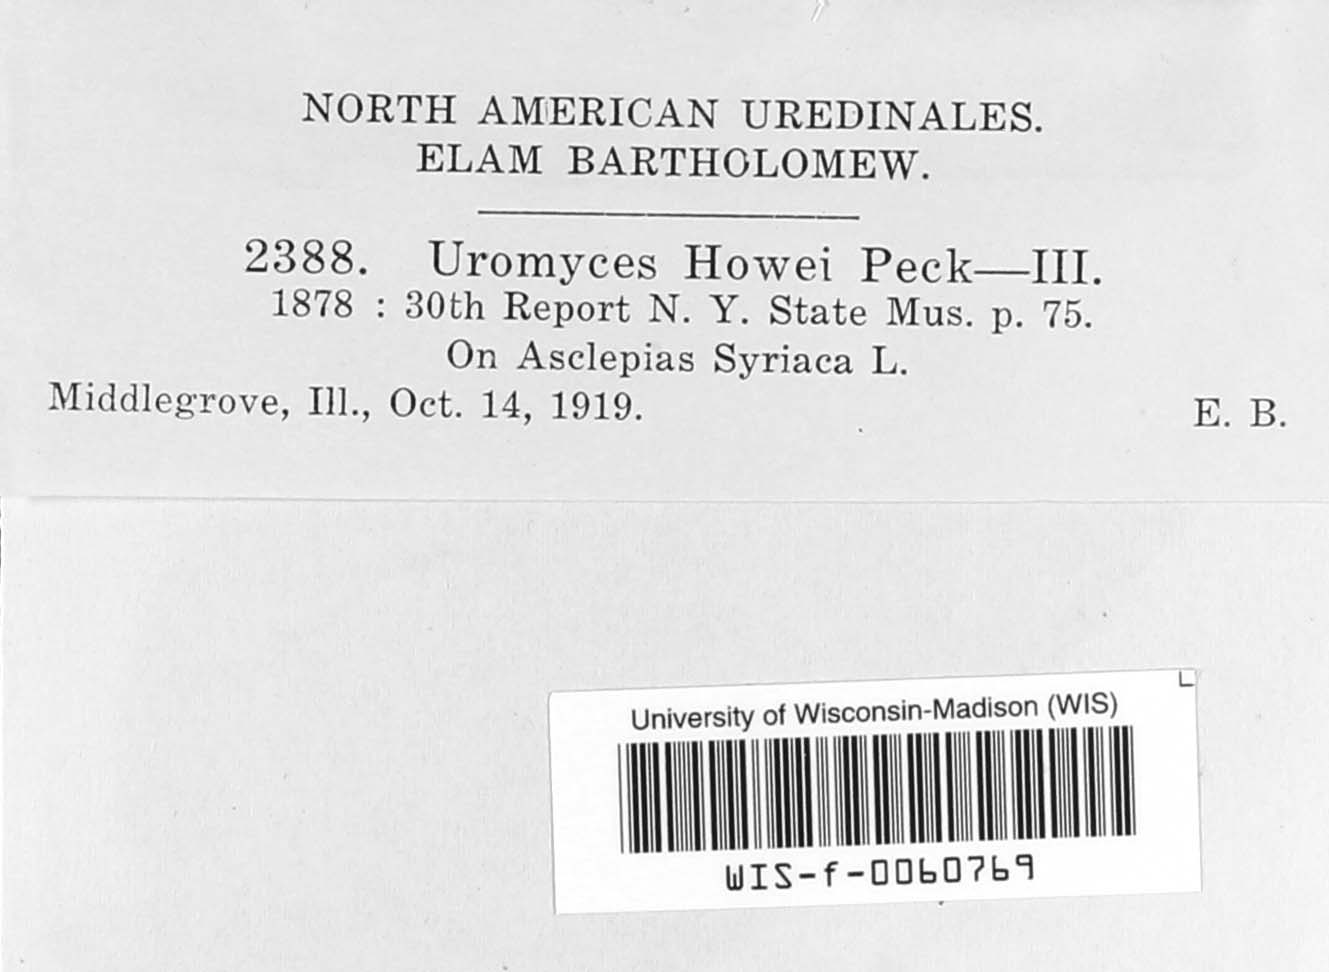 NORTH AMERICAN UREDINALES.
ELAM BARTHOLOMEW.
2388. Uromyces Howei Peck—III.
1878 : 30th Report N. Y. State Mus. p. 75.
On Asclepias Syriaca L.
Middlegrove, Ill., Oct. 14, 1919. E. B.
University of Wisconsin-Madison (WIS)
WIS-f-0060769